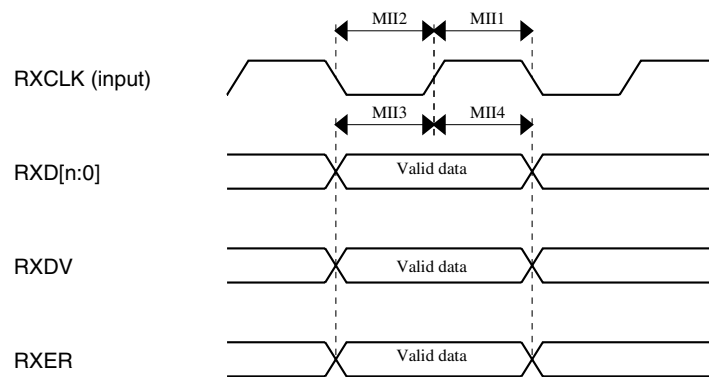 MII2 MII1
RXCLK (input)
MII3 MII4
RXD[n:0] Valid data
RXDV Valid data
RXER Valid data